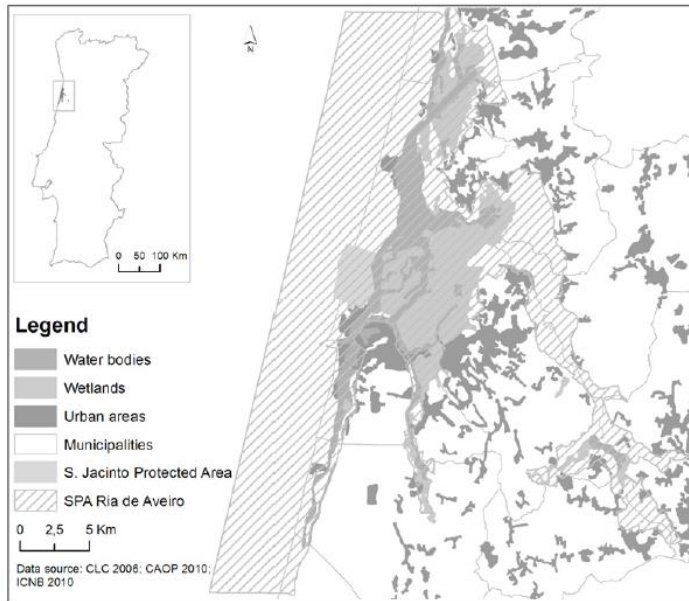 N
0 50 100 Km
Legend
Water bodies
Wetlands
Urban areas
Municipalities
S. Jacinto Protected Area
SPA Ria de Aveiro
0 2,5 5 Km
Data source: CLC 2006; CAOP 2010;
ICNB 2010